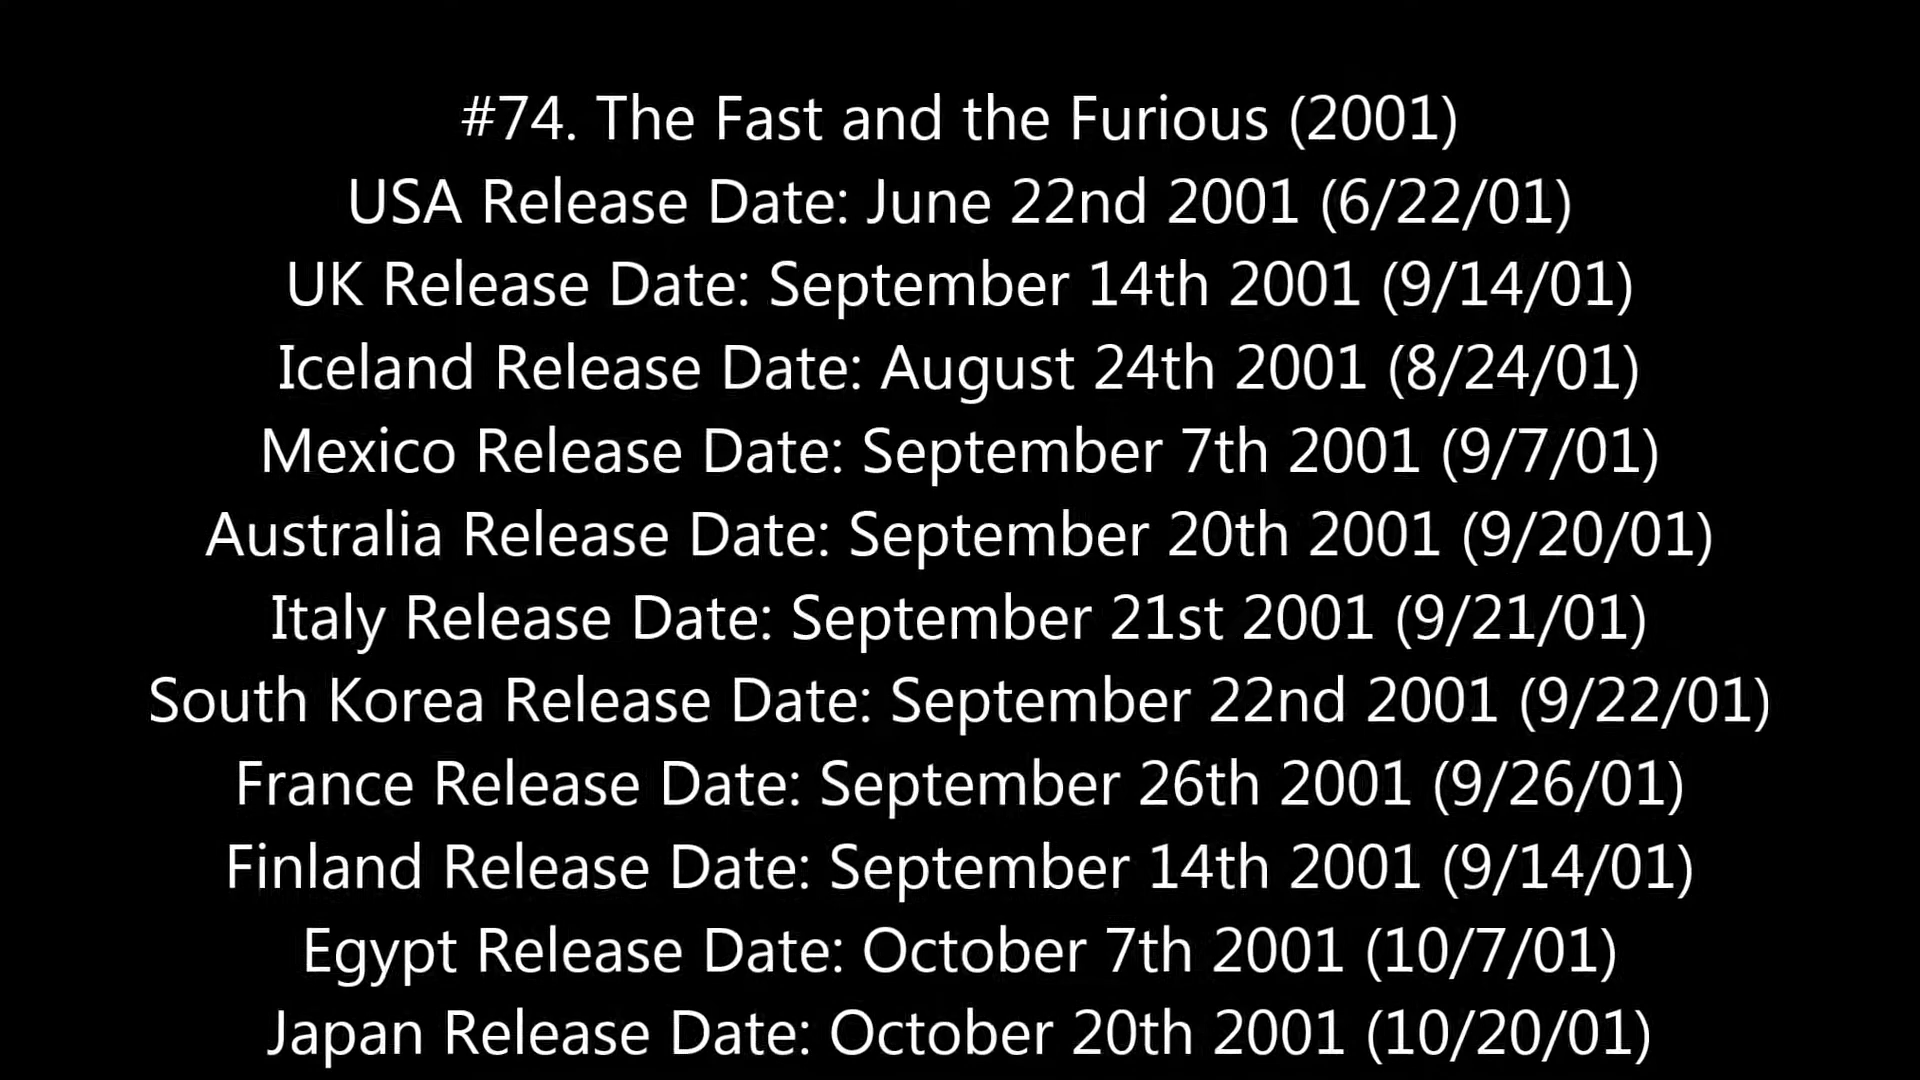 #74. The Fast and the Furious (2001)
USA Release Date: June 22nd 2001 (6/22/01)
UK Release Date: September 14th 2001 (9/14/01)
Iceland Release Date: August 24th 2001 (8/24/01)
Mexico Release Date: September 7th 2001 (9/7/01)
Australia Release Date: September 20th 2001 (9/20/01)
Italy Release Date: September 21st 2001 (9/21/01)
South Korea Release Date: September 22nd 2001 (9/22/01)
France Release Date: September 26th 2001 (9/26/01)
Finland Release Date: September 14th 2001 (9/14/01)
Egypt Release Date: October 7th 2001 (10/7/01)
Japan Release Date: October 20th 2001 (10/20/01)